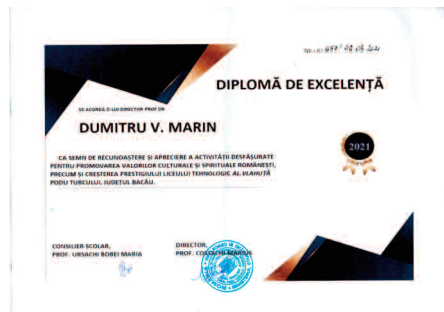 DIPLOMĂ DE EXCELENȚĂ
SE ACORDĂ D-LUI DIRECTOR PROF DR.
DUMITRU V. MARIN
2021
CA SEMN DE RECUNOAȘTERE ȘI APRECIERE A ACTIVITĂȚII DESFĂȘURATE
PENTRU PROMOVAREA VALORILOR CULTURALE ȘI SPIRITUALE ROMÂNEȘTI,
PRECUM ȘI CREȘTEREA PRESTIGIULUI LICEULUI TEHNOLOGIC AL.VLAHUȚĂ
PODU TURCULUI, JUDEȚUL BACĂU.
CONSILIER ȘCOLAR,
PROF. URSACHI BOBEI MARIA
DIRECTOR,
PROF. COSTACHI MARIUS